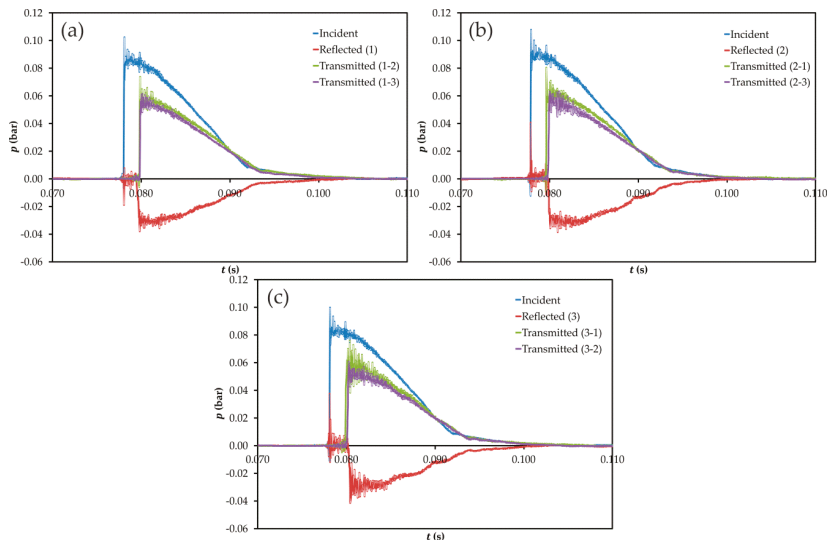 (a)
0.12
0.10
0.08
0.06
0.04
0.02
0.00
-0.02
-0.04
-0.06
p (bar)
0.070
0.080
0.090
0.100
0.110
t (s)
Incident
Reflected (1)
Transmitted (1-2)
Transmitted (1-3)
(b)
0.12
0.10
0.08
0.06
0.04
0.02
0.00
-0.02
-0.04
-0.06
p (bar)
0.070
0.080
0.090
0.100
0.110
t (s)
Incident
Reflected (2)
Transmitted (2-1)
Transmitted (2-3)
(c)
0.12
0.10
0.08
0.06
0.04
0.02
0.00
-0.02
-0.04
-0.06
p (bar)
0.070
0.080
0.090
0.100
0.110
t (s)
Incident
Reflected (3)
Transmitted (3-1)
Transmitted (3-2)